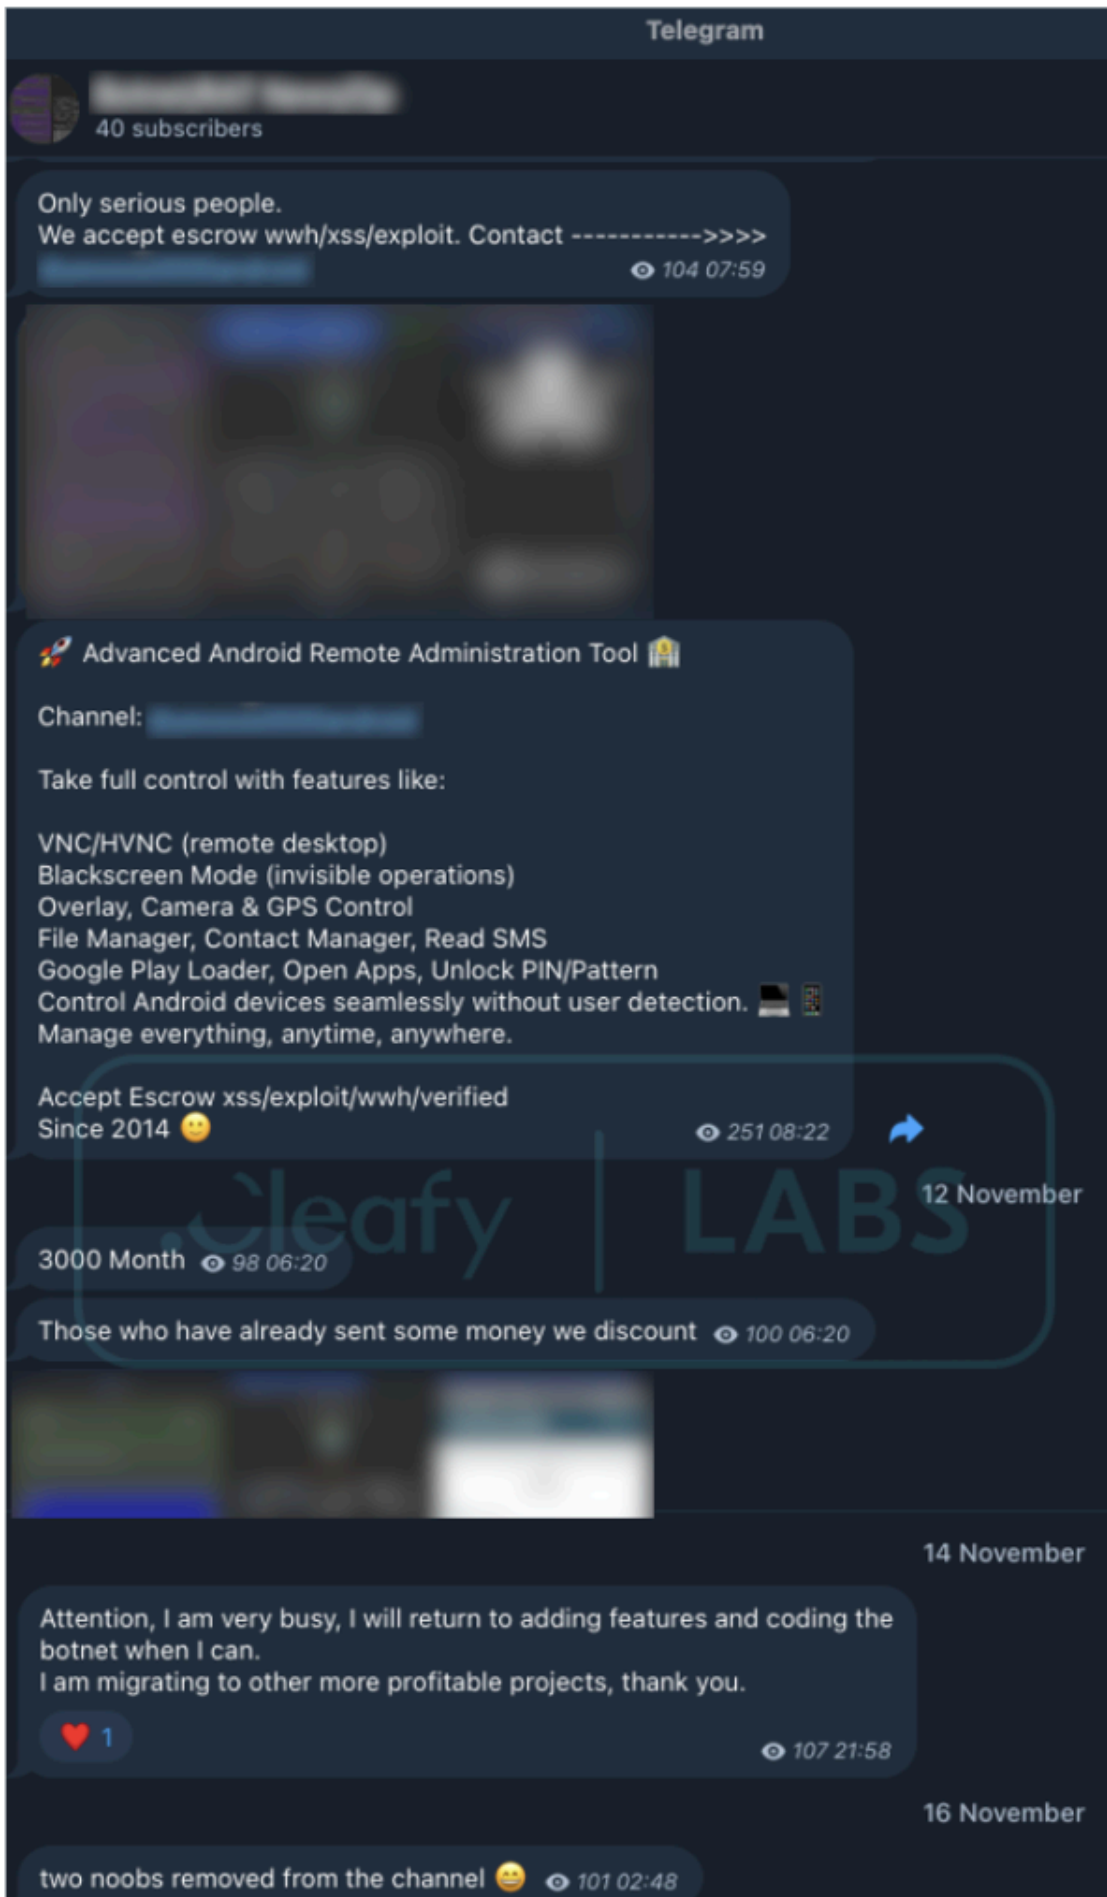 Telegram
40 subscribers
Only serious people.
We accept escrow wwh/xss/exploit. Contact ----------->>>>
104 07:59
🚀 Advanced Android Remote Administration Tool 🏦
Channel:
Take full control with features like:
VNC/HVNC (remote desktop)
Blackscreen Mode (invisible operations)
Overlay, Camera & GPS Control
File Manager, Contact Manager, Read SMS
Google Play Loader, Open Apps, Unlock PIN/Pattern
Control Android devices seamlessly without user detection. 💻 📱
Manage everything, anytime, anywhere.
Accept Escrow xss/exploit/wwh/verified
Since 2014 🙂
251 08:22
12 November
Cleafy LABS
3000 Month 98 06:20
Those who have already sent some money we discount 100 06:20
14 November
Attention, I am very busy, I will return to adding features and coding the
botnet when I can.
I am migrating to other more profitable projects, thank you.
❤️ 1
107 21:58
16 November
two noobs removed from the channel 😄 101 02:48